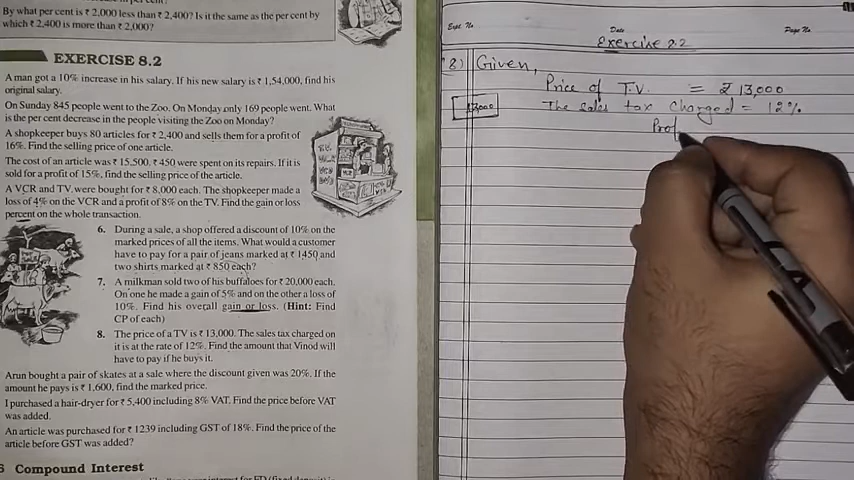 By what per cent is ₹ 2,000 less than ₹ 2,400? Is it the same as the per cent by
which ₹ 2,400 is more than ₹ 2,000?
EXERCISE 8.2
A man got a 10% increase in his salary. If his new salary is ₹ 1,54,000, find his
original salary.
On Sunday 845 people went to the Zoo. On Monday only 169 people went. What
is the per cent decrease in the people visiting the Zoo on Monday?
A shopkeeper buys 80 articles for ₹ 2,400 and sells them for a profit of
16%. Find the selling price of one article.
The cost of an article was ₹ 15,500. ₹ 450 were spent on its repairs. If it is
sold for a profit of 15%, find the selling price of the article.
A VCR and TV were bought for ₹ 8,000 each. The shopkeeper made a
loss of 4% on the VCR and a profit of 8% on the TV. Find the gain or loss
percent on the whole transaction.
6. During a sale, a shop offered a discount of 10% on the
marked prices of all the items. What would a customer
have to pay for a pair of jeans marked at ₹ 1450 and
two shirts marked at ₹ 850 each?
7. A milkman sold two of his buffaloes for ₹ 20,000 each.
On one he made a gain of 5% and on the other a loss of
10%. Find his overall gain or loss. (Hint: Find
CP of each)
8. The price of a TV is ₹ 13,000. The sales tax charged on
it is at the rate of 12%. Find the amount that Vinod will
have to pay if he buys it.
Arun bought a pair of skates at a sale where the discount given was 20%. If the
amount he pays is ₹ 1,600, find the marked price.
I purchased a hair-dryer for ₹ 5,400 including 8% VAT. Find the price before VAT
was added.
An article was purchased for ₹ 1239 including GST of 18%. Find the price of the
article before GST was added?
Compound Interest
Expt. No.
Date
Page No.
Exercise 8.2
8) Given,
Price of T.V. = ₹ 13,000
13,000
The sales tax charged = 12%.
Prof